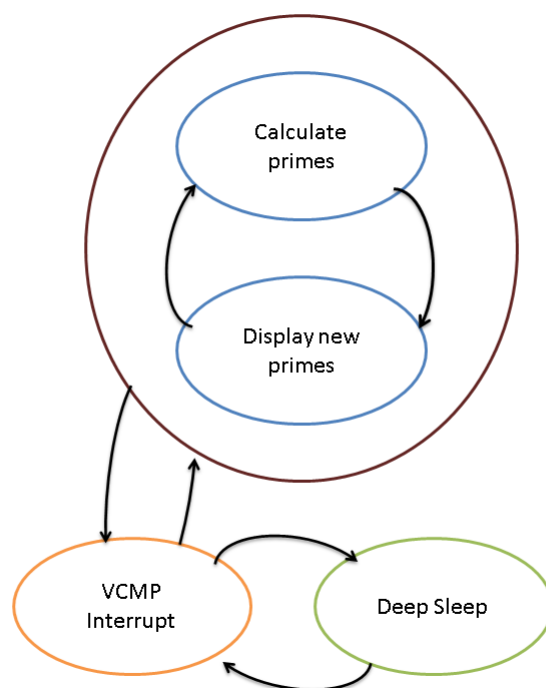 Calculate
primes
Display new
primes
VCMP
Interrupt
Deep Sleep